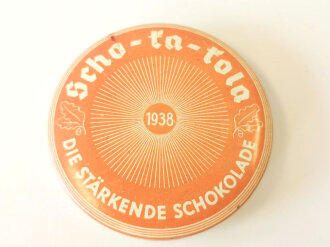 Scho-ka-kola
1938
DIE STÄRKENDE SCHOKOLADE